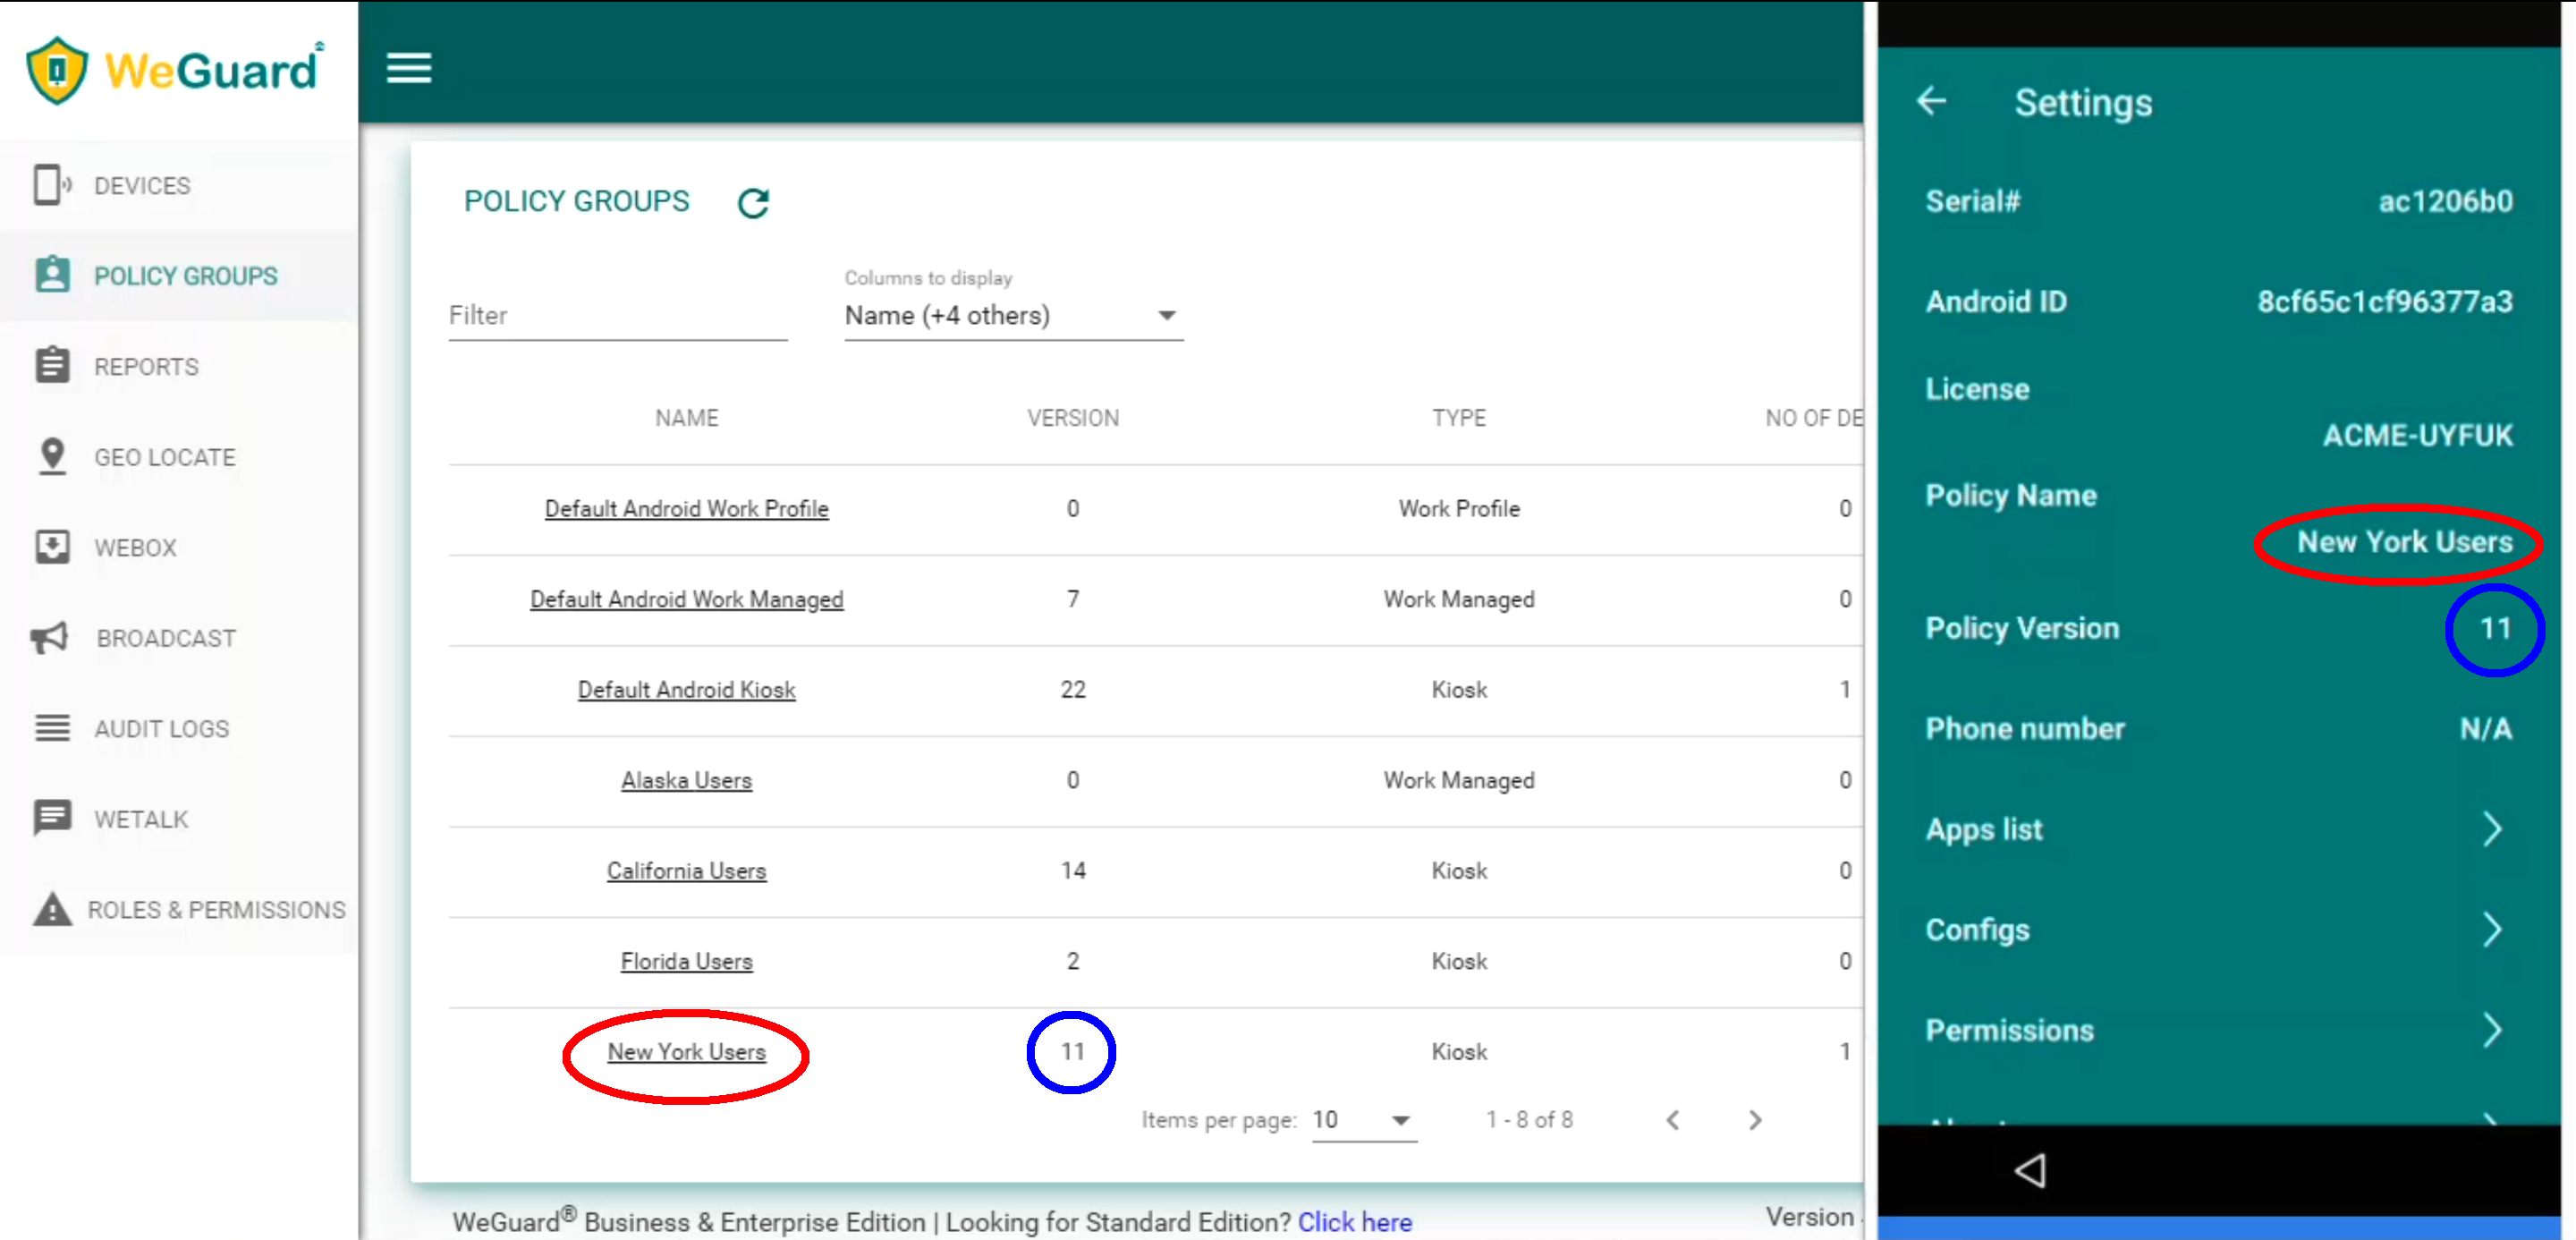 WeGuard
DEVICES
POLICY GROUPS
REPORTS
GEO LOCATE
WEBOX
BROADCAST
AUDIT LOGS
WETALK
ROLES & PERMISSIONS
POLICY GROUPS
Filter
Columns to display
Name (+4 others)
NAME VERSION TYPE NO OF DE
Default Android Work Profile 0 Work Profile 0
Default Android Work Managed 7 Work Managed 0
Default Android Kiosk 22 Kiosk 1
Alaska Users 0 Work Managed 0
California Users 14 Kiosk 0
Florida Users 2 Kiosk 0
New York Users 11 Kiosk 1
Items per page: 10 1 - 8 of 8
WeGuard® Business & Enterprise Edition | Looking for Standard Edition? Click here
Version
Settings
Serial# ac1206b0
Android ID 8cf65c1cf96377a3
License
ACME-UYFUK
Policy Name
New York Users
Policy Version 11
Phone number N/A
Apps list
Configs
Permissions